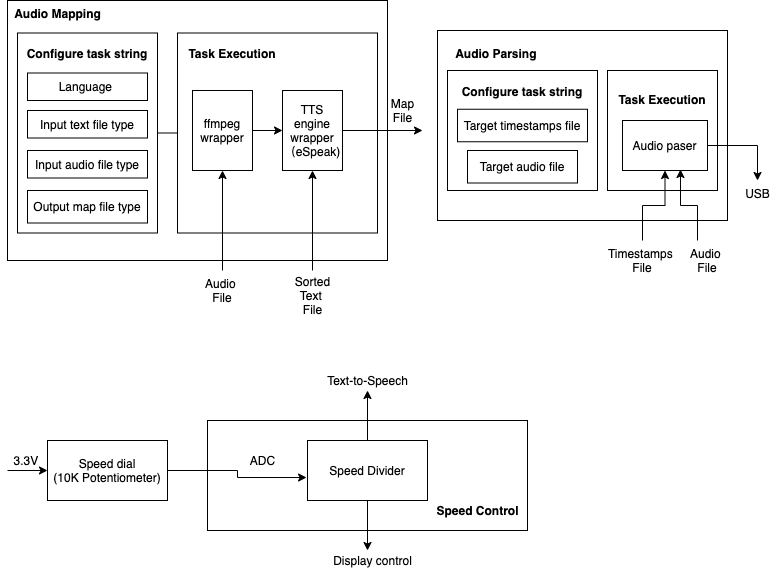 Audio Mapping
Configure task string
Language
Input text file type
Input audio file type
Output map file type
Task Execution
ffmpeg
wrapper
TTS
engine
wrapper
(eSpeak)
Map
File
Audio
File
Sorted
Text
File
Audio Parsing
Configure task string
Target timestamps file
Target audio file
Task Execution
Audio paser
USB
Timestamps
File
Audio
File
Text-to-Speech
3.3V
Speed dial
(10K Potentiometer)
ADC
Speed Divider
Speed Control
Display control